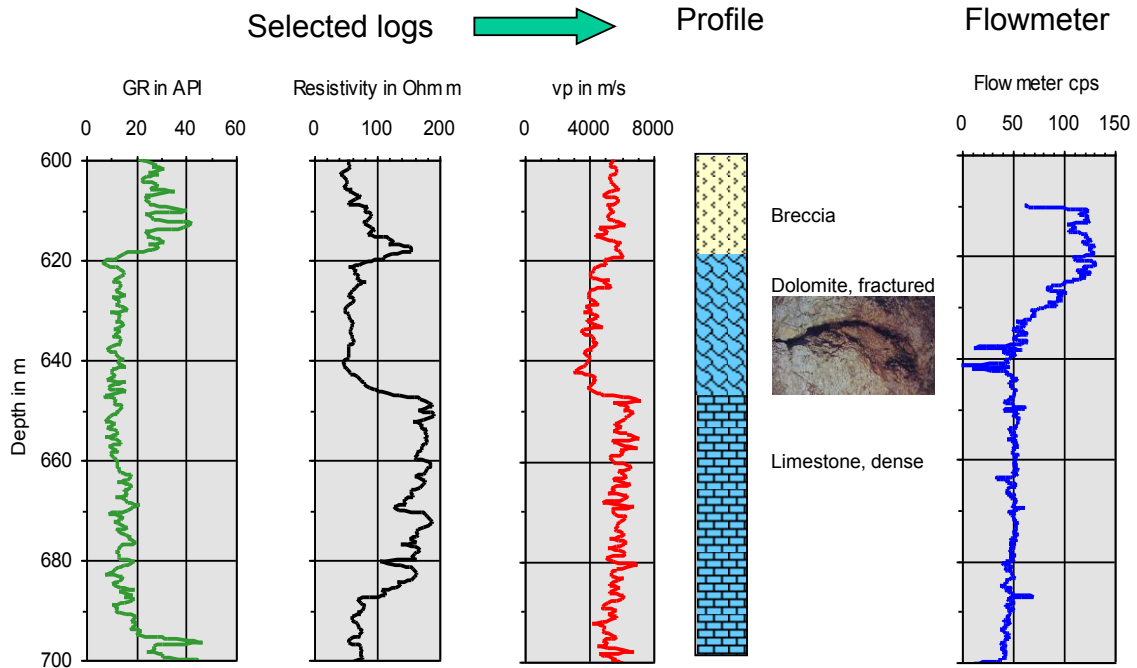 Selected logs
Profile
Flowmeter
GR in API
Resistivity in Ohm m
vp in m/s
Flow meter cps
0 20 40 60
0 100 200
0 4000 8000
0 50 100 150
Depth in m
600
620
640
660
680
700
Breccia
Dolomite, fractured
Limestone, dense